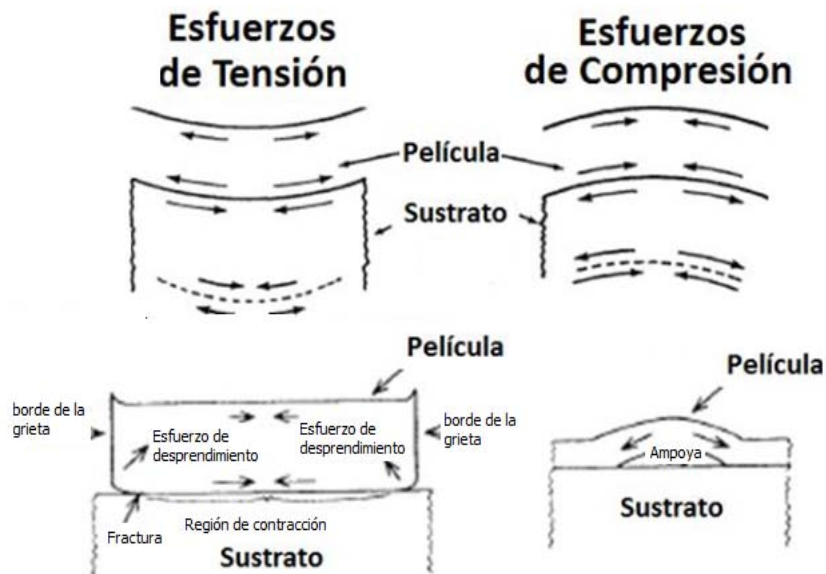 Esfuerzos
de Tensión
Esfuerzos
de Compresión
Película
Sustrato
Película
borde de la
grieta
Esfuerzo de
desprendimiento
Esfuerzo de
desprendimiento
borde de la
grieta
Fractura
Región de contracción
Sustrato
Película
Ampoya
Sustrato